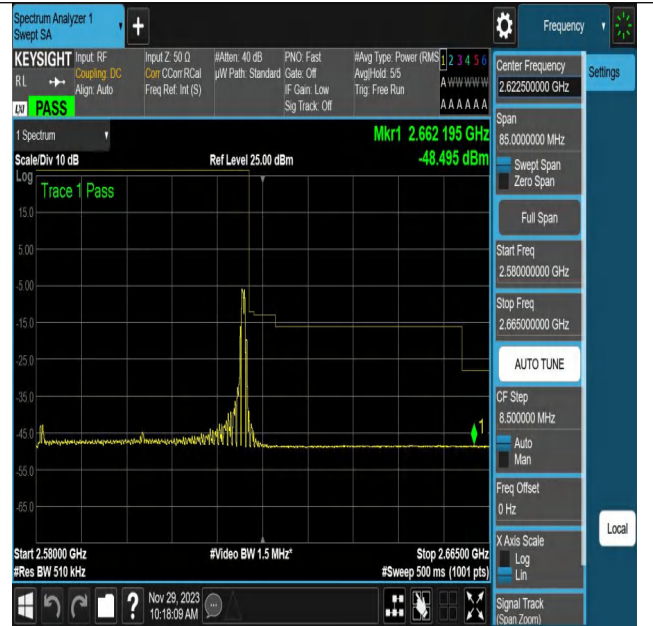 Spectrum Analyzer 1
Swept SA
+
Frequency
KEYSIGHT
RL
LXI PASS
Input: RF
Coupling: DC
Align: Auto
Input Z: 50 Ω
Corr CCorr RCal
Freq Ref: Int (S)
#Atten: 40 dB
µW Path: Standard
PNO: Fast
Gate: Off
IF Gain: Low
Sig Track: Off
#Avg Type: Power (RMS
Avg|Hold: 5/5
Trig: Free Run
1 2 3 4 5 6
A W W W W W
A A A A A A
1 Spectrum
Scale/Div 10 dB
Ref Level 25.00 dBm
Mkr1 2.662 195 GHz
-48.495 dBm
Log
Trace 1 Pass
15.0
5.00
-5.00
-15.0
-25.0
-35.0
-45.0
-55.0
-65.0
1
Start 2.58000 GHz
#Video BW 1.5 MHz*
Stop 2.66500 GHz
#Res BW 510 kHz
#Sweep 500 ms (1001 pts)
Nov 29, 2023
10:18:09 AM
Center Frequency
2.622500000 GHz
Settings
Span
85.0000000 MHz
Swept Span
Zero Span
Full Span
Start Freq
2.580000000 GHz
Stop Freq
2.665000000 GHz
AUTO TUNE
CF Step
8.500000 MHz
Auto
Man
Freq Offset
0 Hz
X Axis Scale
Log
Lin
Local
Signal Track
(Span Zoom)